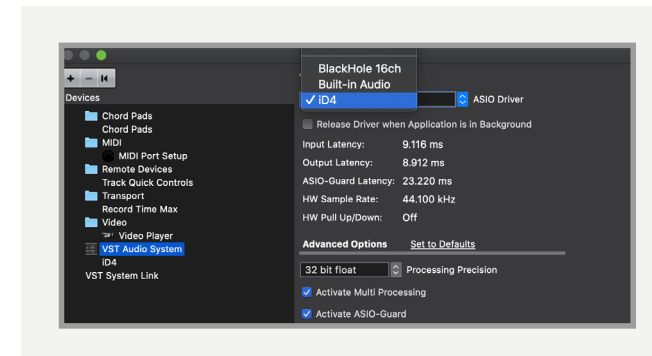 BlackHole 16ch
Built-in Audio
✓ iD4
ASIO Driver
Devices
Chord Pads
Chord Pads
MIDI
MIDI Port Setup
Remote Devices
Track Quick Controls
Transport
Record Time Max
Video
Video Player
VST Audio System
iD4
VST System Link
Release Driver when Application is in Background
Input Latency: 9.116 ms
Output Latency: 8.912 ms
ASIO-Guard Latency: 23.220 ms
HW Sample Rate: 44.100 kHz
HW Pull Up/Down: Off
Advanced Options Set to Defaults
32 bit float Processing Precision
Activate Multi Processing
Activate ASIO-Guard